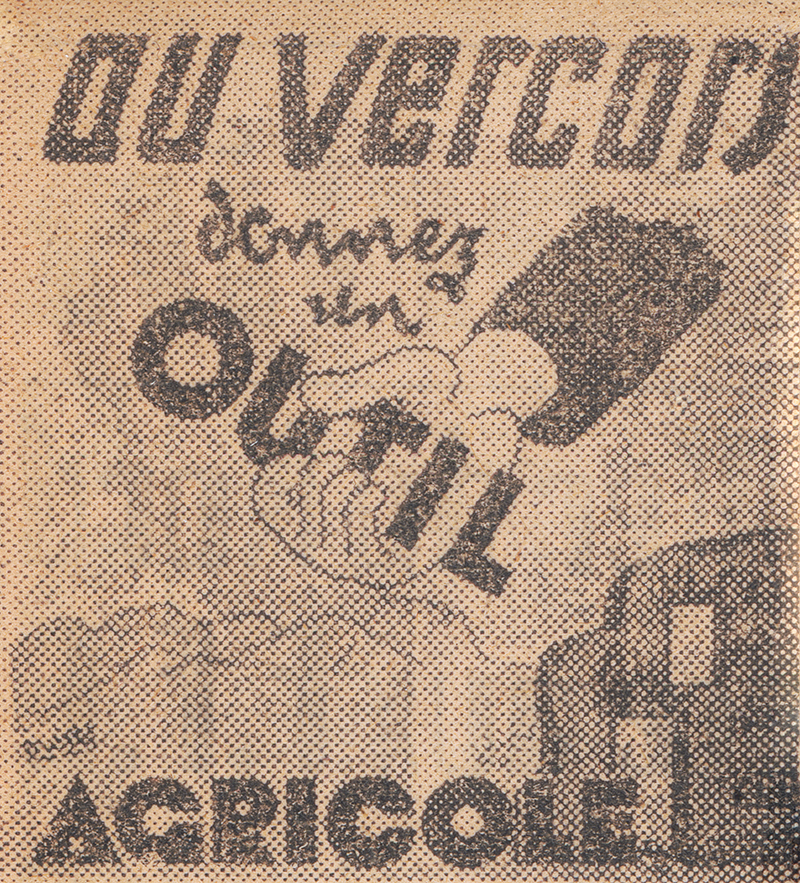 au Vercors
donnez
un
OUTIL
AGRICOLE